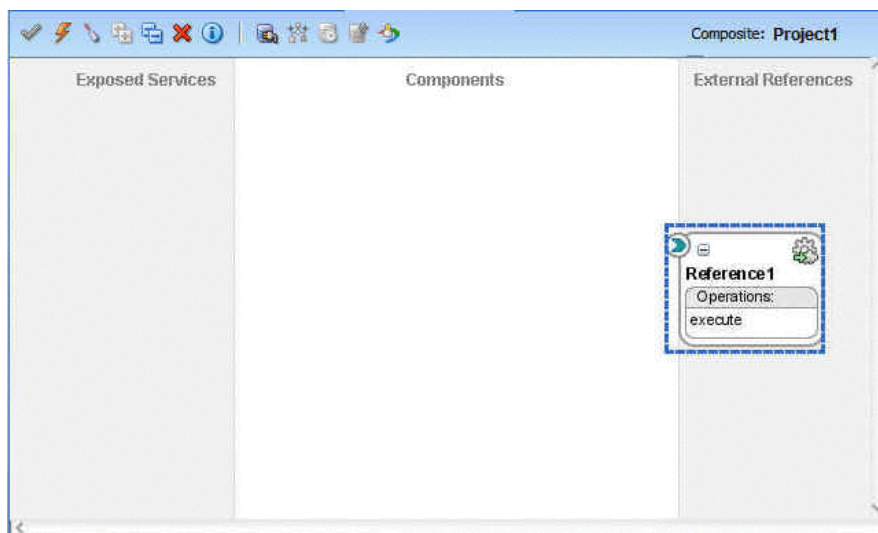 Composite: Project1
Exposed Services
Components
External References
Reference1
Operations:
execute